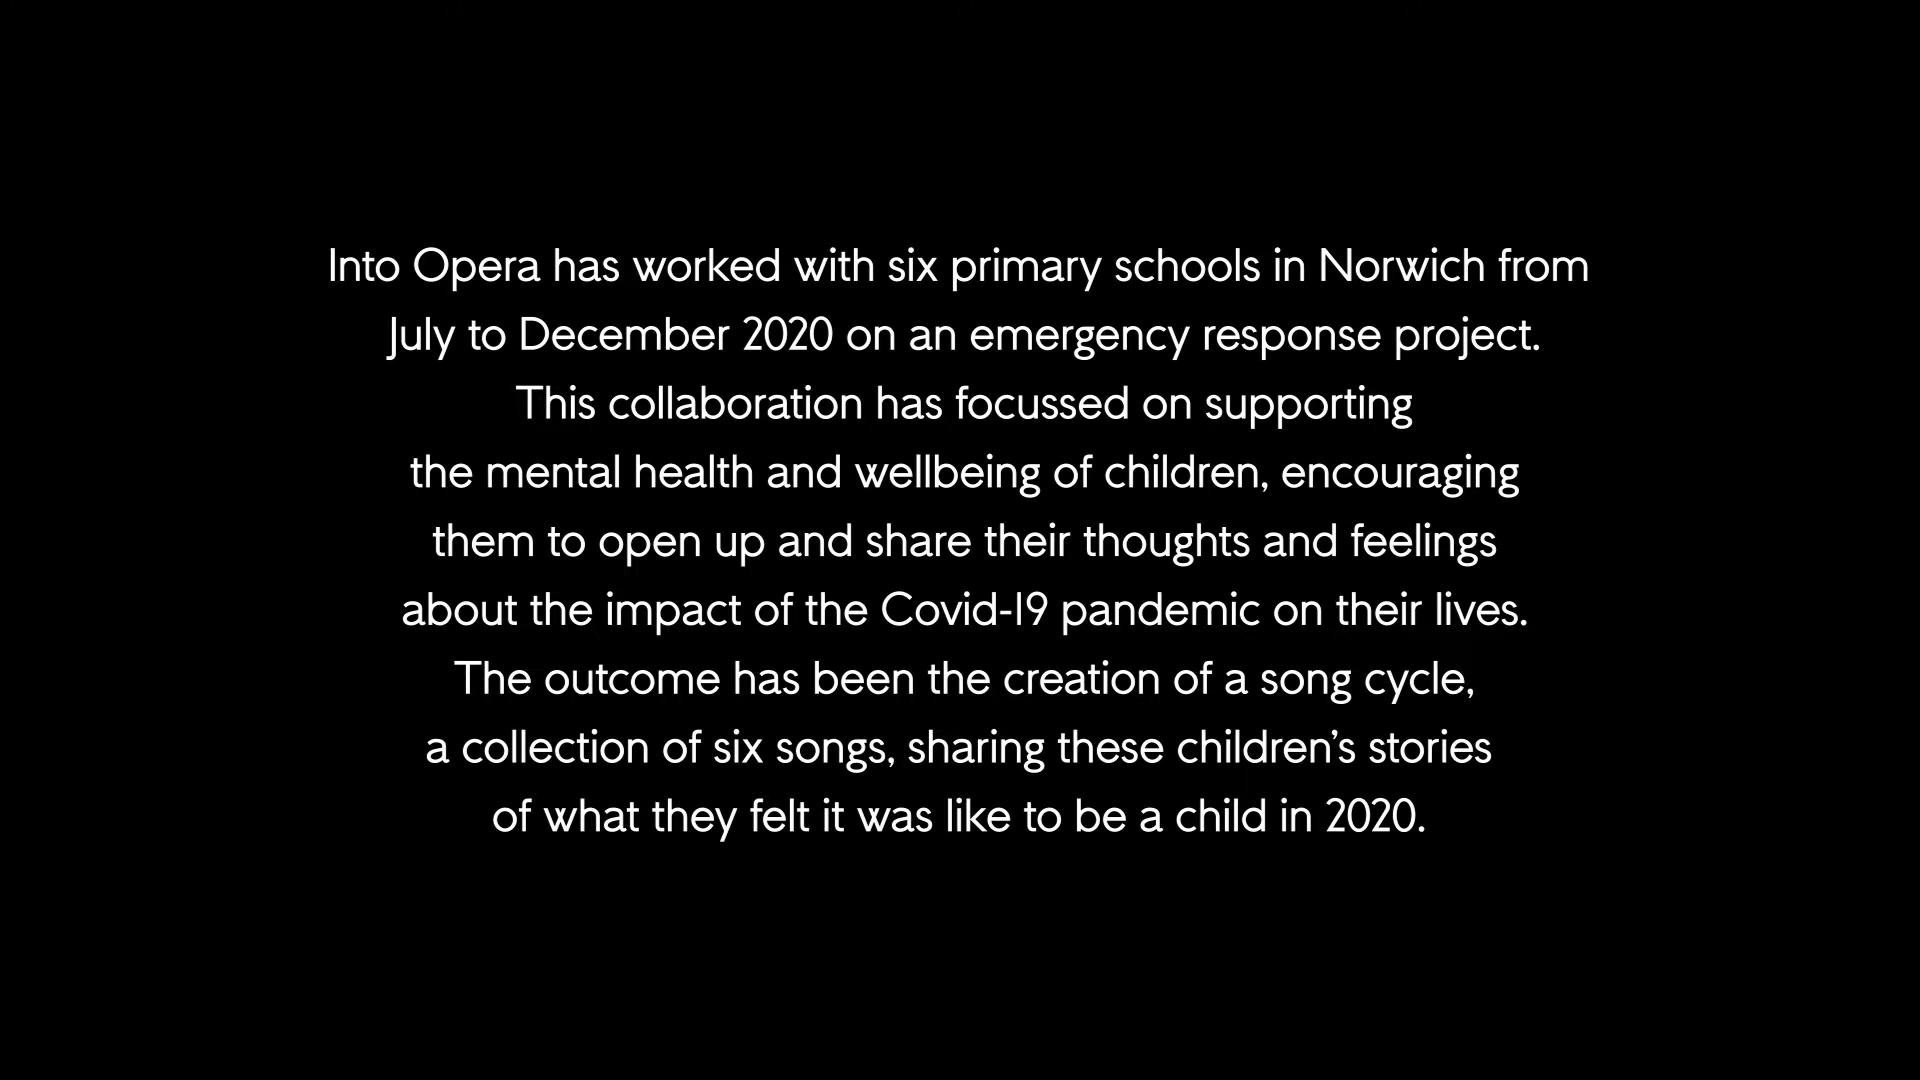 Into Opera has worked with six primary schools in Norwich from
July to December 2020 on an emergency response project.
This collaboration has focussed on supporting
the mental health and wellbeing of children, encouraging
them to open up and share their thoughts and feelings
about the impact of the Covid-19 pandemic on their lives.
The outcome has been the creation of a song cycle,
a collection of six songs, sharing these children’s stories
of what they felt it was like to be a child in 2020.